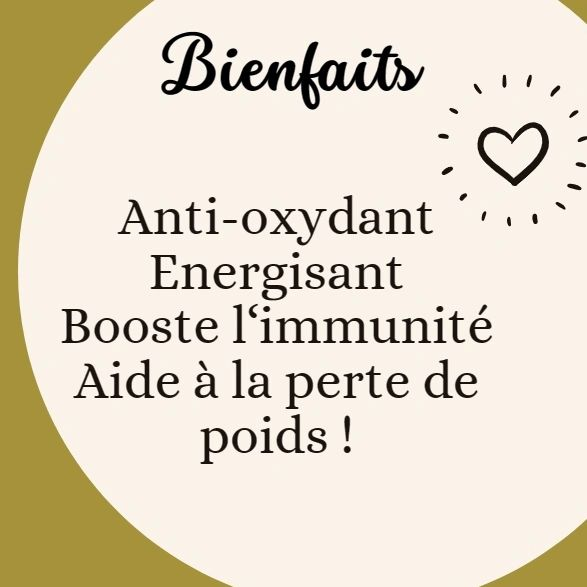 Bienfaits
Anti-oxydant
Energisant
Booste l‘immunité
Aide à la perte de
poids !